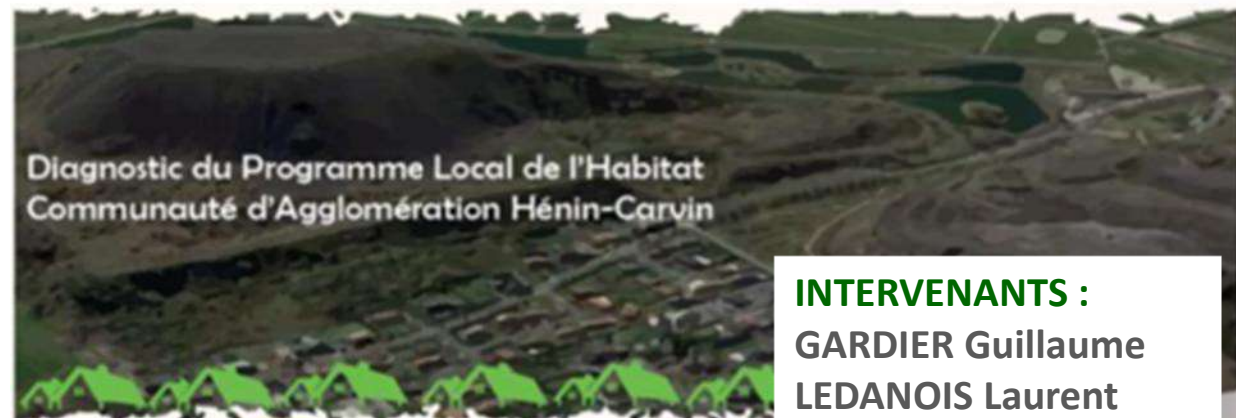 Diagnostic du Programme Local de l'Habitat
Communauté d'Agglomération Hénin-Carvin
INTERVENANTS :
GARDIER Guillaume
LEDANOIS Laurent